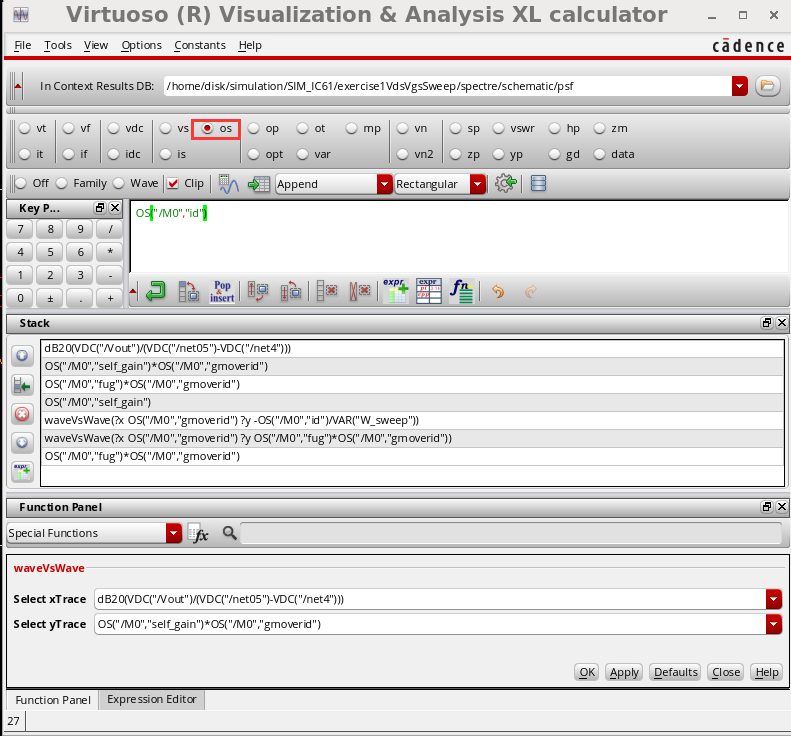 Virtuoso (R) Visualization & Analysis XL calculator
File Tools View Options Constants Help
cādence
In Context Results DB: /home/disk/simulation/SIM_IC61/exercise1VdsVgsSweep/spectre/schematic/psf
vt vf vdc vs os op ot mp vn sp vswr hp zm
it if idc is opt var vn2 zp yp gd data
Off Family Wave Clip Append Rectangular
Key P...
7 8 9 /
4 5 6 *
1 2 3 -
0 ± . +
OS("/M0","id")
Pop insert expr expr fn
Stack
dB20(VDC("/Vout")/(VDC("/net05")-VDC("/net4")))
OS("/M0","self_gain")*OS("/M0","gmoverid")
OS("/M0","fug")*OS("/M0","gmoverid")
OS("/M0","self_gain")
waveVsWave(?x OS("/M0","gmoverid") ?y -OS("/M0","id")/VAR("W_sweep"))
waveVsWave(?x OS("/M0","gmoverid") ?y OS("/M0","fug")*OS("/M0","gmoverid"))
OS("/M0","fug")*OS("/M0","gmoverid")
expr
Function Panel
Special Functions fx
waveVsWave
Select xTrace dB20(VDC("/Vout")/(VDC("/net05")-VDC("/net4")))
Select yTrace OS("/M0","self_gain")*OS("/M0","gmoverid")
OK Apply Defaults Close Help
Function Panel Expression Editor
27